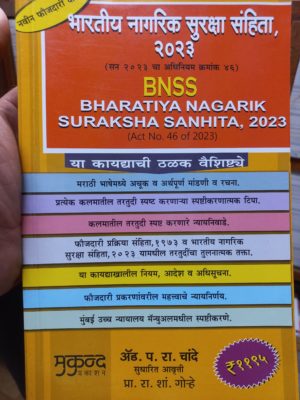 नवीन फौजदारी
भारतीय नागरिक सुरक्षा संहिता,
२०२३
(सन २०२३ चा अधिनियम क्रमांक ४६)
BNSS
BHARATIYA NAGARIK
SURAKSHA SANHITA, 2023
(Act No. 46 of 2023)
या कायद्याची ठळक वैशिष्ट्ये
मराठी भाषेमध्ये अचूक व अर्थपूर्ण मांडणी व रचना.
प्रत्येक कलमातील तरतुदी स्पष्ट करणाऱ्या स्पष्टीकरणात्मक टिपा.
कलमातील तरतुदी स्पष्ट करणारे न्यायनिवाडे.
फौजदारी प्रक्रिया संहिता, १९७३ व भारतीय नागरिक
सुरक्षा संहिता, २०२३ यामधील तरतुदींचा तुलनात्मक तक्ता.
या कायद्याखालील नियम, आदेश व अधिसूचना.
फौजदारी प्रकरणांवरील महत्त्वाचे न्यायनिर्णय.
मुंबई उच्च न्यायालय मॅन्युअलमधील स्पष्टीकरणे.
मुकुन्द
प्रकाशन
ॲड. प. रा. चांदे
सुधारित आवृत्ती
प्रा. रा. शां. गोऱ्हे
₹११९५